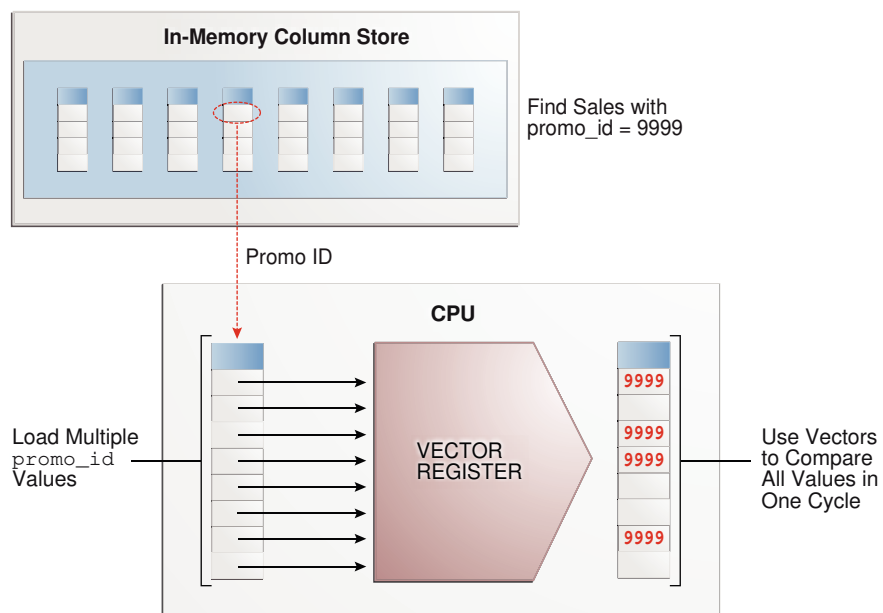 In-Memory Column Store
Find Sales with
promo_id = 9999
Promo ID
CPU
Load Multiple
promo_id
Values
VECTOR
REGISTER
9999
9999
9999
9999
Use Vectors
to Compare
All Values in
One Cycle